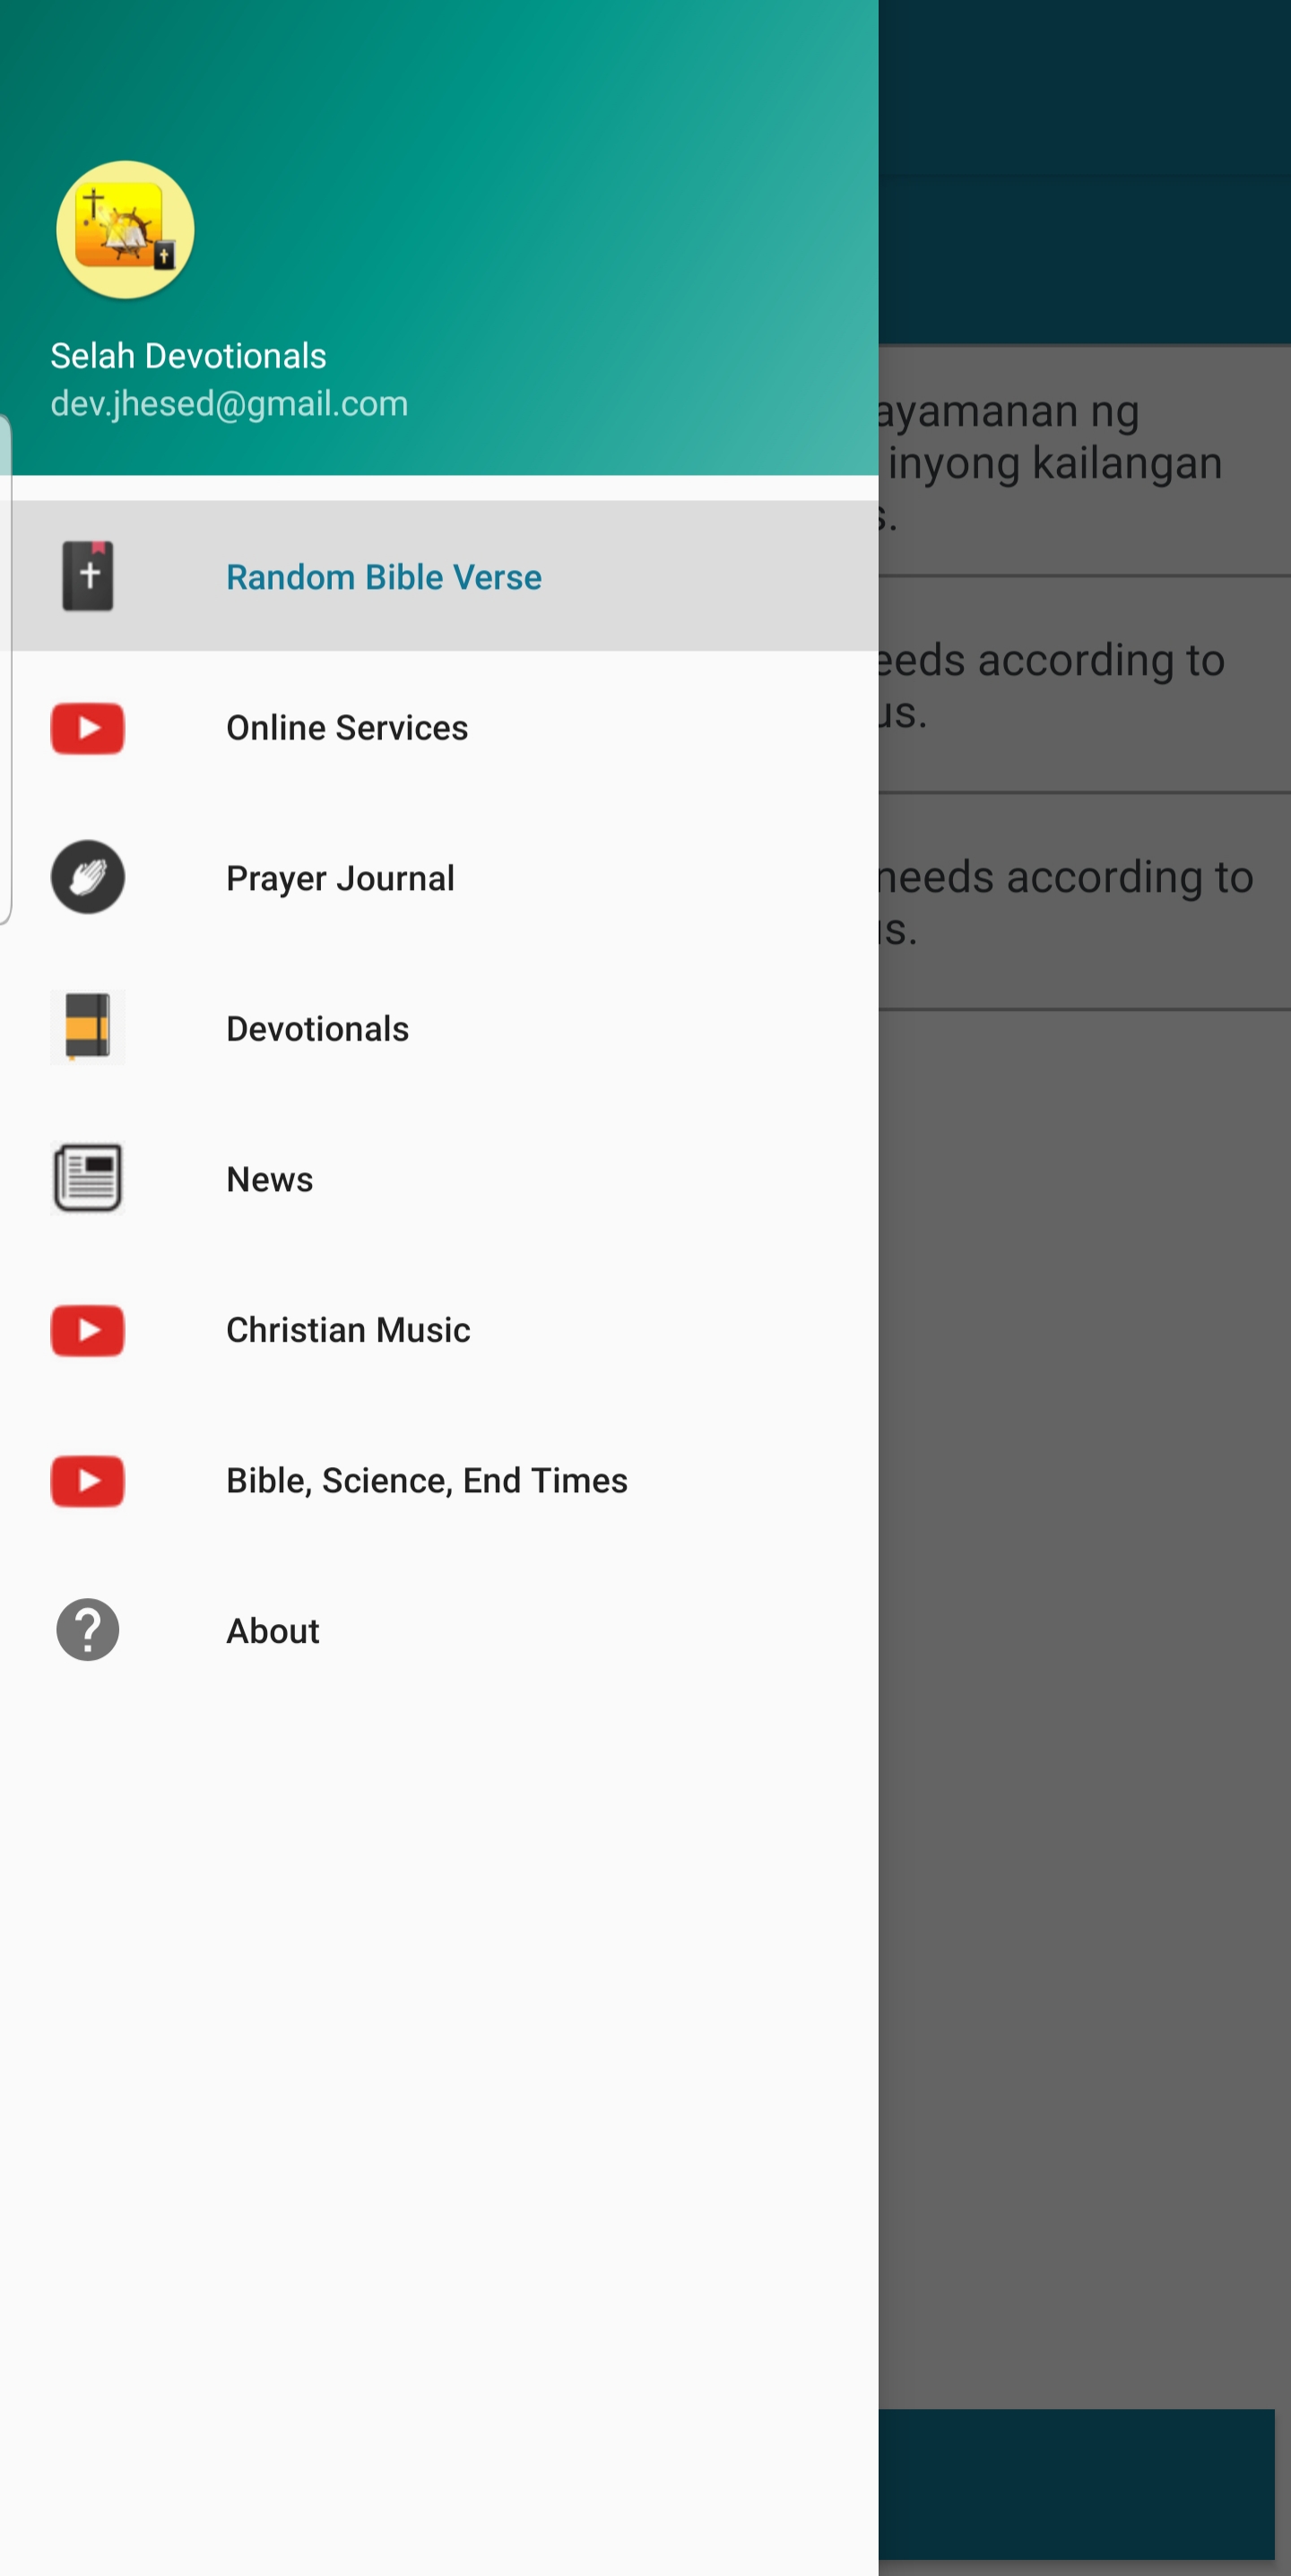 Selah Devotionals
dev.jhesed@gmail.com
Random Bible Verse
Online Services
Prayer Journal
Devotionals
News
Christian Music
Bible, Science, End Times
About
ayamanan ng
inyong kailangan
s.
eeds according to
us.
needs according to
us.